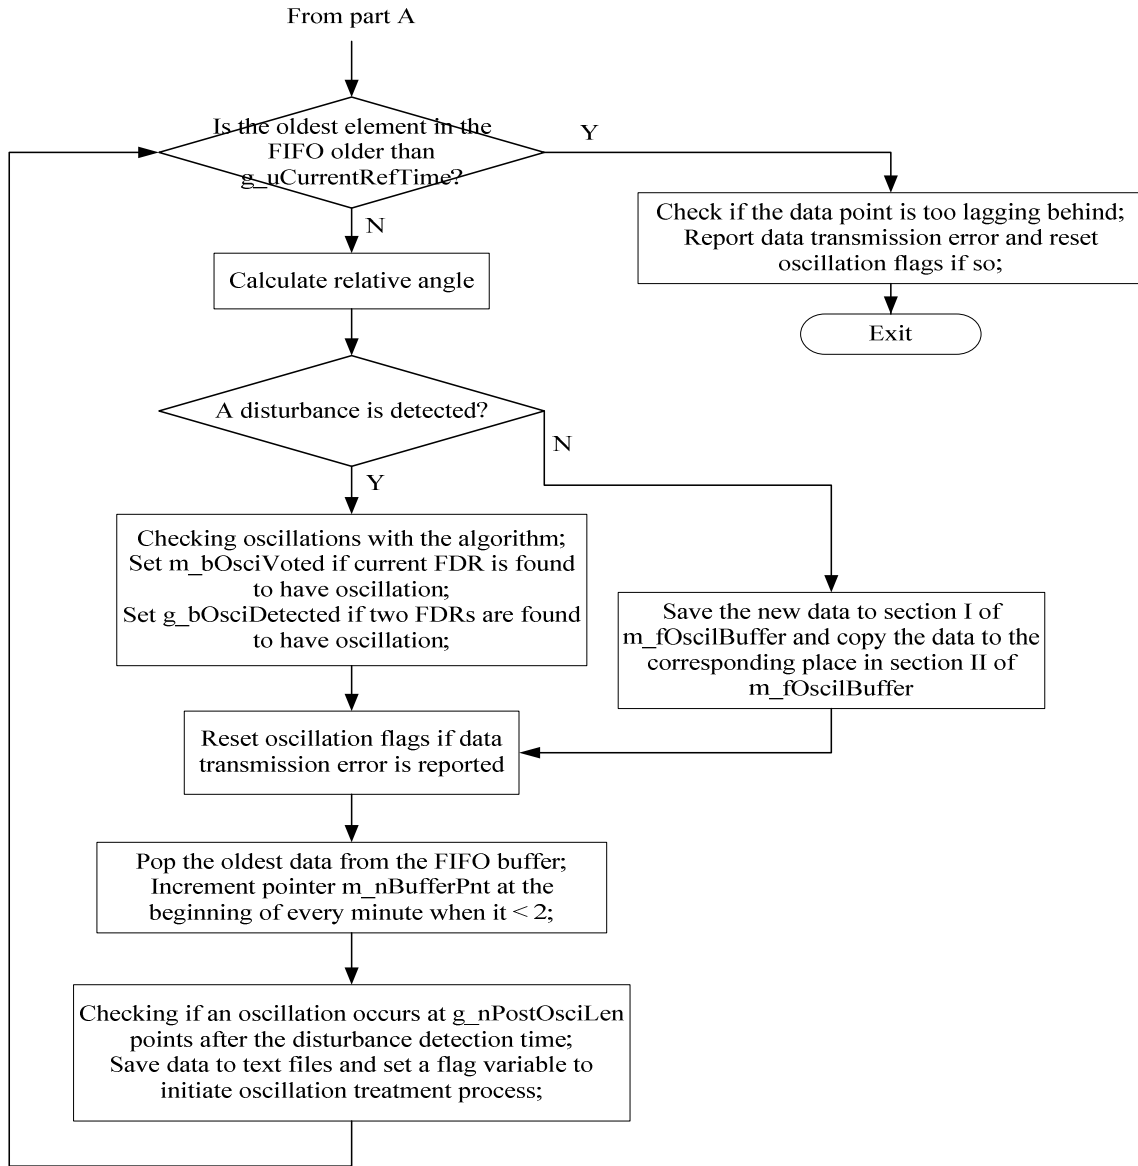 From part A
Is the oldest element in the
FIFO older than
g_uCurrentRefTime?
Y
N
Check if the data point is too lagging behind;
Report data transmission error and reset
oscillation flags if so;
Exit
Calculate relative angle
A disturbance is detected?
N
Y
Checking oscillations with the algorithm;
Set m_bOsciVoted if current FDR is found
to have oscillation;
Set g_bOsciDetected if two FDRs are found
to have oscillation;
Save the new data to section I of
m_fOscilBuffer and copy the data to the
corresponding place in section II of
m_fOscilBuffer
Reset oscillation flags if data
transmission error is reported
Pop the oldest data from the FIFO buffer;
Increment pointer m_nBufferPnt at the
beginning of every minute when it < 2;
Checking if an oscillation occurs at g_nPostOsciLen
points after the disturbance detection time;
Save data to text files and set a flag variable to
initiate oscillation treatment process;